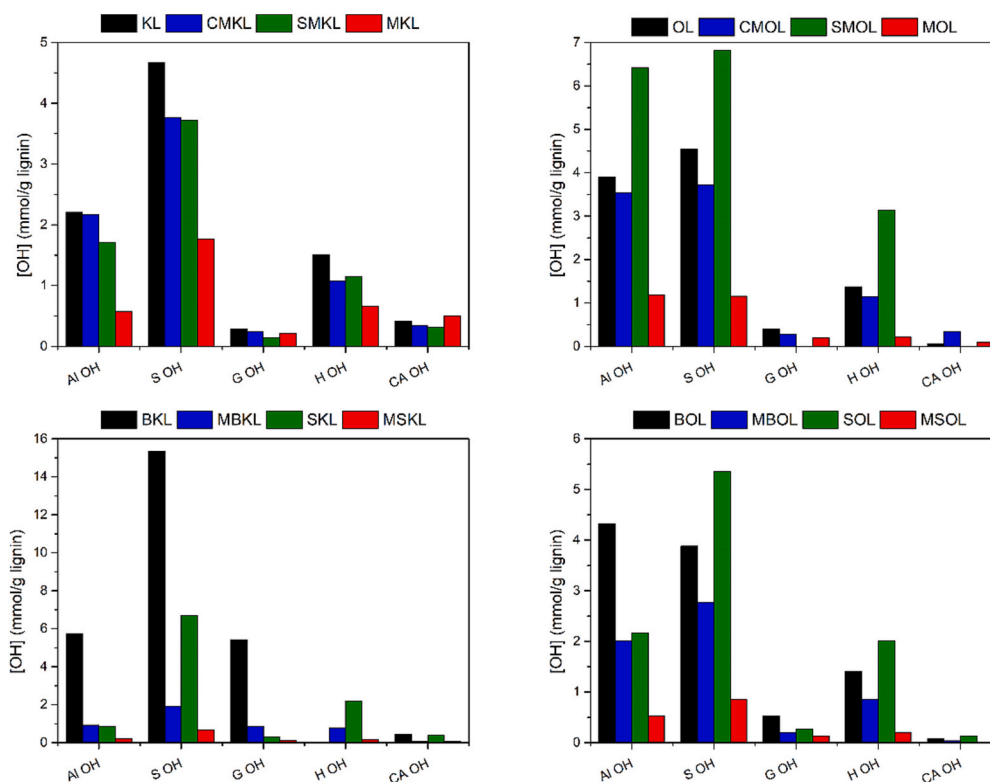 KL CMKL SMKL MKL
[OH] (mmol/g lignin)
5
4
3
2
1
0
Al OH S OH G OH H OH CA OH
OL CMOL SMOL MOL
[OH] (mmol/g lignin)
7
6
5
4
3
2
1
0
Al OH S OH G OH H OH CA OH
BKL MBKL SKL MSKL
[OH] (mmol/g lignin)
16
14
12
10
8
6
4
2
0
Al OH S OH G OH H OH CA OH
BOL MBOL SOL MSOL
[OH] (mmol/g lignin)
6
5
4
3
2
1
0
Al OH S OH G OH H OH CA OH